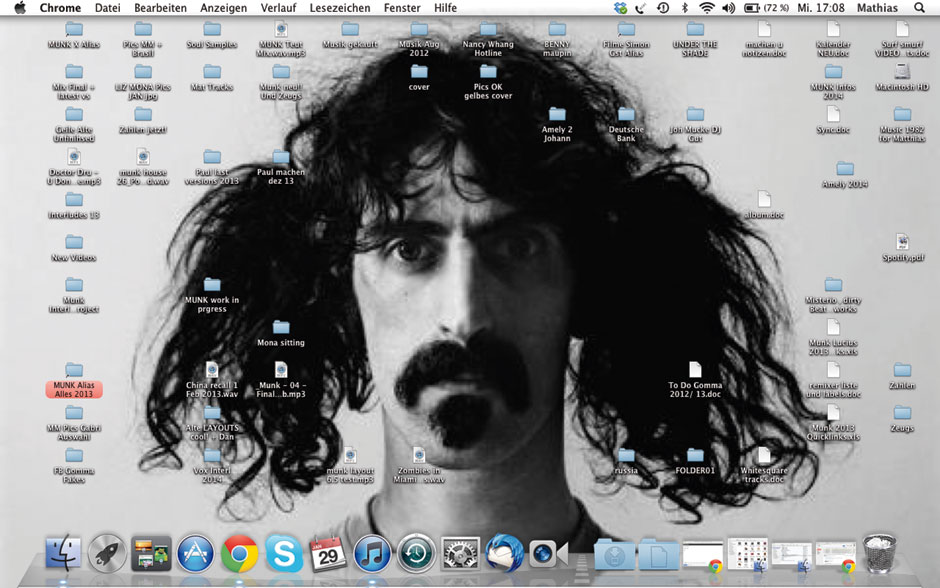 Chrome Datei Bearbeiten Anzeigen Verlauf Lesezeichen Fenster Hilfe (72 %) Mi. 17:08 Mathias
MUNK X Alias
Pics MM + Brasil
Soul Samples
MUNK Teut Mka.wav.mp3
Musik gekauft
Musik Aug 2012
Nancy Whang Hotline
BENNY maupin
Filme Simon Gst Alias
UNDER THE SHADE
machen u notizen.doc
Kalender NEU.doc
Surf smurf VIDEO ...ts.doc
Mix Final + latest vs
LIZ MONA Pics JAN.jpg
Mat Tracks
Munk neu!! Und Zeugs
cover
Pics OK gelbes cover
MUNK Infos 2014
Macintosh HD
Geile Alte Unfinihsed
Zahlen jetzt!
Amely 2 Johann
Deutsche Bank
Joh Mucke DJ Gut
Sync.doc
Music 1982 for Matthias
Doctor Dru - U Don...e.mp3
munk house 26_Po...d.wav
Paul last versions 2013
Paul machen dez 13
Amely 2014
Interludes 13
album.doc
New Videos
Spotify.pdf
Munk Interl...roject
MUNK work in prgress
Misterio...dirty Beat...works
Mona sitting
Munk Lucius 2013...ks.xls
MUNK Alias Alles 2013
China recall 1 Feb 2013.wav
Munk - 04 - Final...b.mp3
To Do Gomma 2012/ 13.doc
remixer liste und labels.doc
Zahlen
MM Pics Gabri Auswahl
Alte LAYOUTS cool! - Dan
Munk 2013 Quicklinks.xls
Zeugs
FB Gomma Fakes
Vox Interl. 2014
munk layout 6.5 test.mp3
Zombies in Miami ...s.wav
russia
FOLDER01
Whitesquare tracks.doc
JAN
29